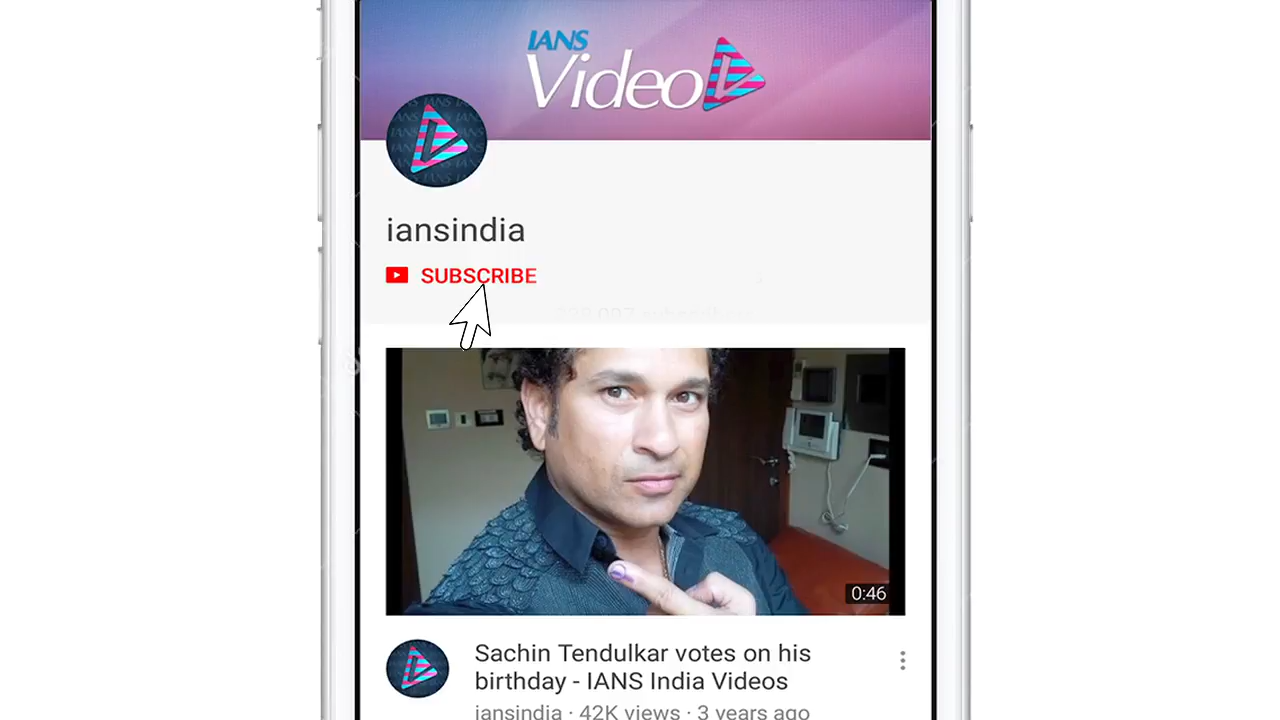 IANS
Video
iansindia
SUBSCRIBE
0:46
Sachin Tendulkar votes on his
birthday - IANS India Videos
iansindia · 42K views · 3 years ago